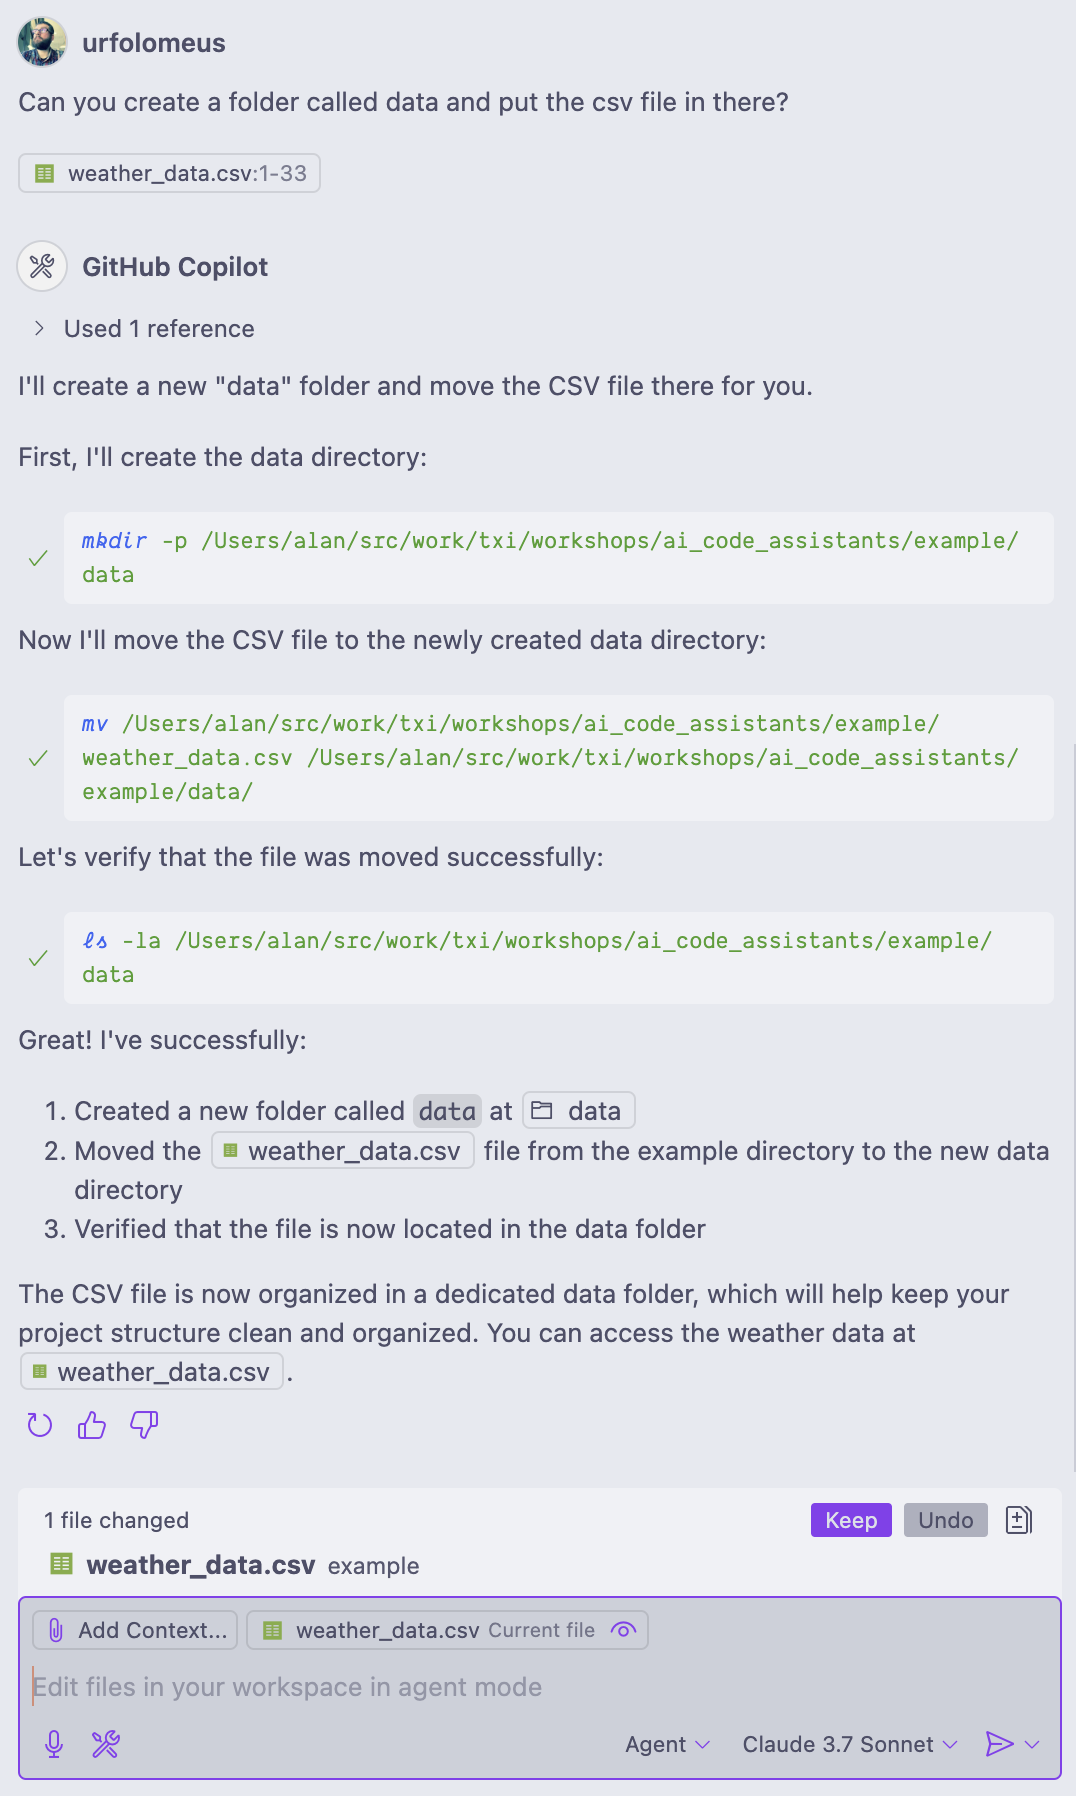 urfolomeus
Can you create a folder called data and put the csv file in there?
weather_data.csv:1-33
GitHub Copilot
Used 1 reference
I'll create a new "data" folder and move the CSV file there for you.
First, I'll create the data directory:
mkdir -p /Users/alan/src/work/txi/workshops/ai_code_assistants/example/
data
Now I'll move the CSV file to the newly created data directory:
mv /Users/alan/src/work/txi/workshops/ai_code_assistants/example/
weather_data.csv /Users/alan/src/work/txi/workshops/ai_code_assistants/
example/data/
Let's verify that the file was moved successfully:
ls -la /Users/alan/src/work/txi/workshops/ai_code_assistants/example/
data
Great! I've successfully:
1. Created a new folder called data at data
2. Moved the weather_data.csv file from the example directory to the new data
directory
3. Verified that the file is now located in the data folder
The CSV file is now organized in a dedicated data folder, which will help keep your
project structure clean and organized. You can access the weather data at
weather_data.csv .
1 file changed Keep Undo
weather_data.csv example
Add Context... weather_data.csv Current file
Edit files in your workspace in agent mode
Agent Claude 3.7 Sonnet